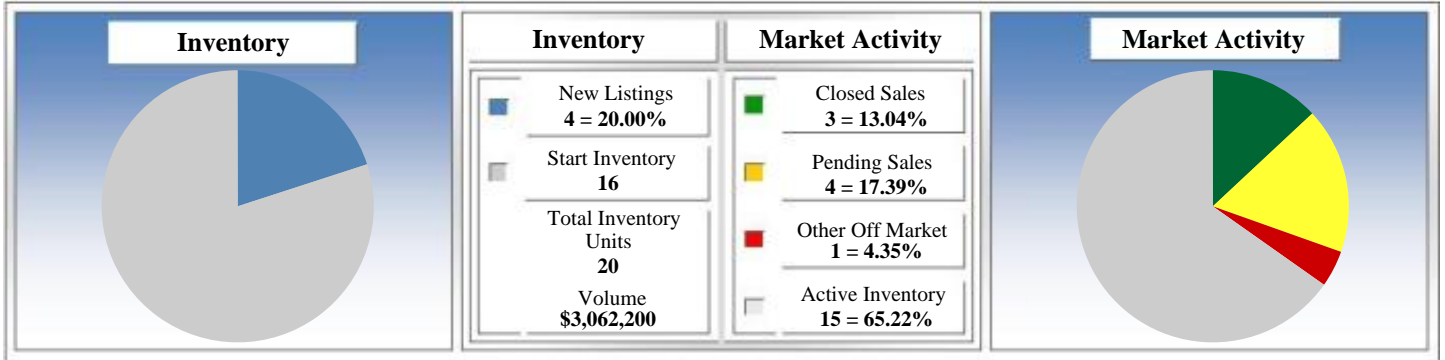 Inventory
Inventory
Market Activity
New Listings
4 = 20.00%
Start Inventory
16
Total Inventory
Units
20
Volume
$3,062,200
Closed Sales
3 = 13.04%
Pending Sales
4 = 17.39%
Other Off Market
1 = 4.35%
Active Inventory
15 = 65.22%
Market Activity